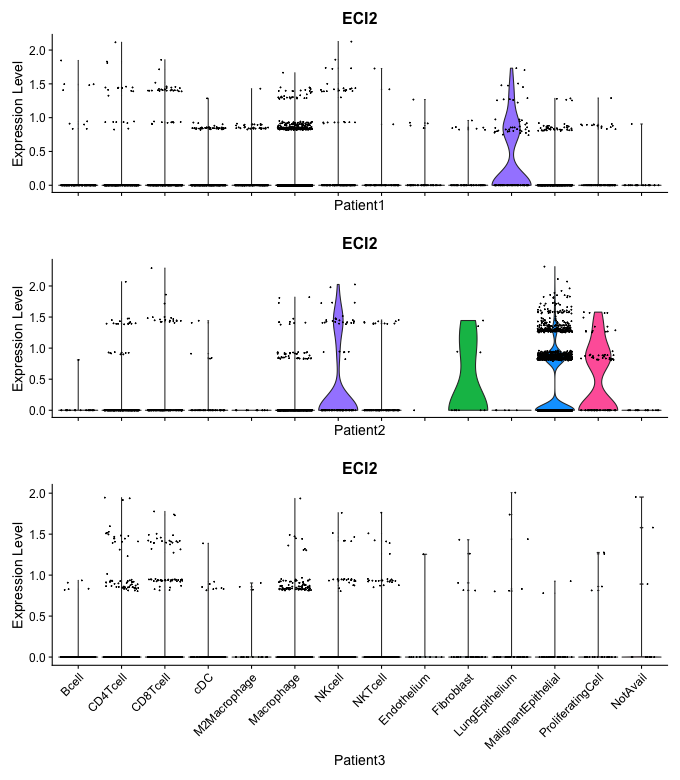 ECI2
Expression Level
2.0
1.5
1.0
0.5
0.0
Patient1
ECI2
Expression Level
2.0
1.5
1.0
0.5
0.0
Patient2
ECI2
Expression Level
2.0
1.5
1.0
0.5
0.0
Bcell
CD4Tcell
CD8Tcell
cDC
M2Macrophage
Macrophage
NKcell
NKTcell
Endothelium
Fibroblast
LungEpithelium
MalignantEpithelial
ProliferatingCell
NotAvail
Patient3